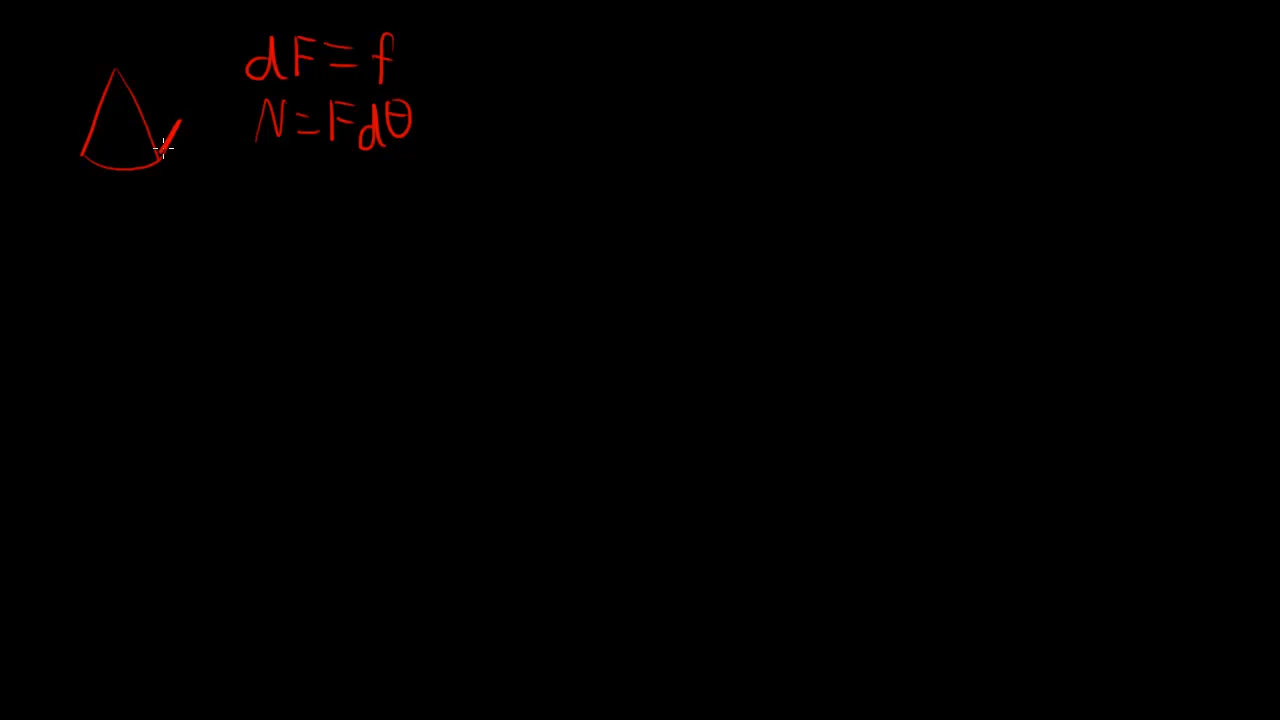 dF = f
N = Fdθ